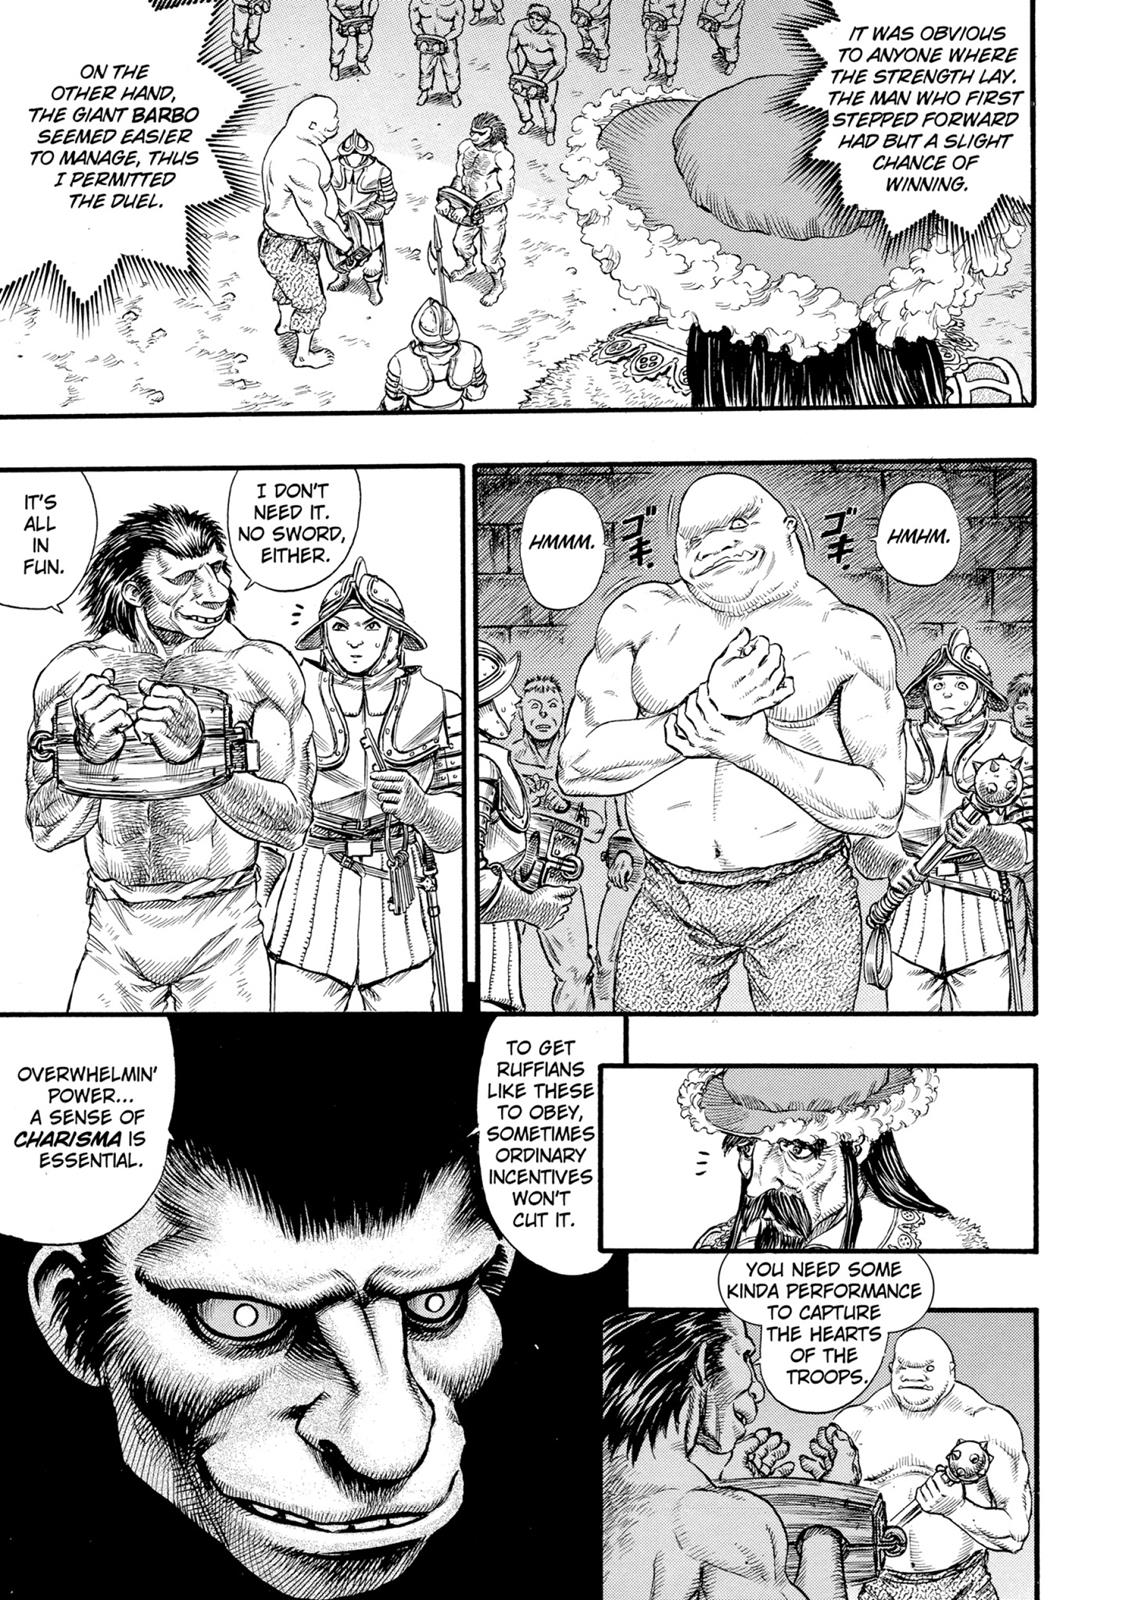 IT WAS OBVIOUS
TO ANYONE WHERE
THE STRENGTH LAY.
THE MAN WHO FIRST
STEPPED FORWARD
HAD BUT A SLIGHT
CHANCE OF
WINNING.
ON THE
OTHER HAND,
THE GIANT BARBO
SEEMED EASIER
TO MANAGE, THUS
I PERMITTED
THE DUEL.
HMHM.
ゴキ。
ゴキ。
HMMM.
I DON'T
NEED IT.
NO SWORD,
EITHER.
IT'S
ALL
IN
FUN.
TO GET
RUFFIANS
LIKE THESE
TO OBEY,
SOMETIMES
ORDINARY
INCENTIVES
WON'T
CUT IT.
OVERWHELMIN'
POWER...
A SENSE OF
CHARISMA IS
ESSENTIAL.
YOU NEED SOME
KINDA PERFORMANCE
TO CAPTURE
THE HEARTS
OF THE
TROOPS.